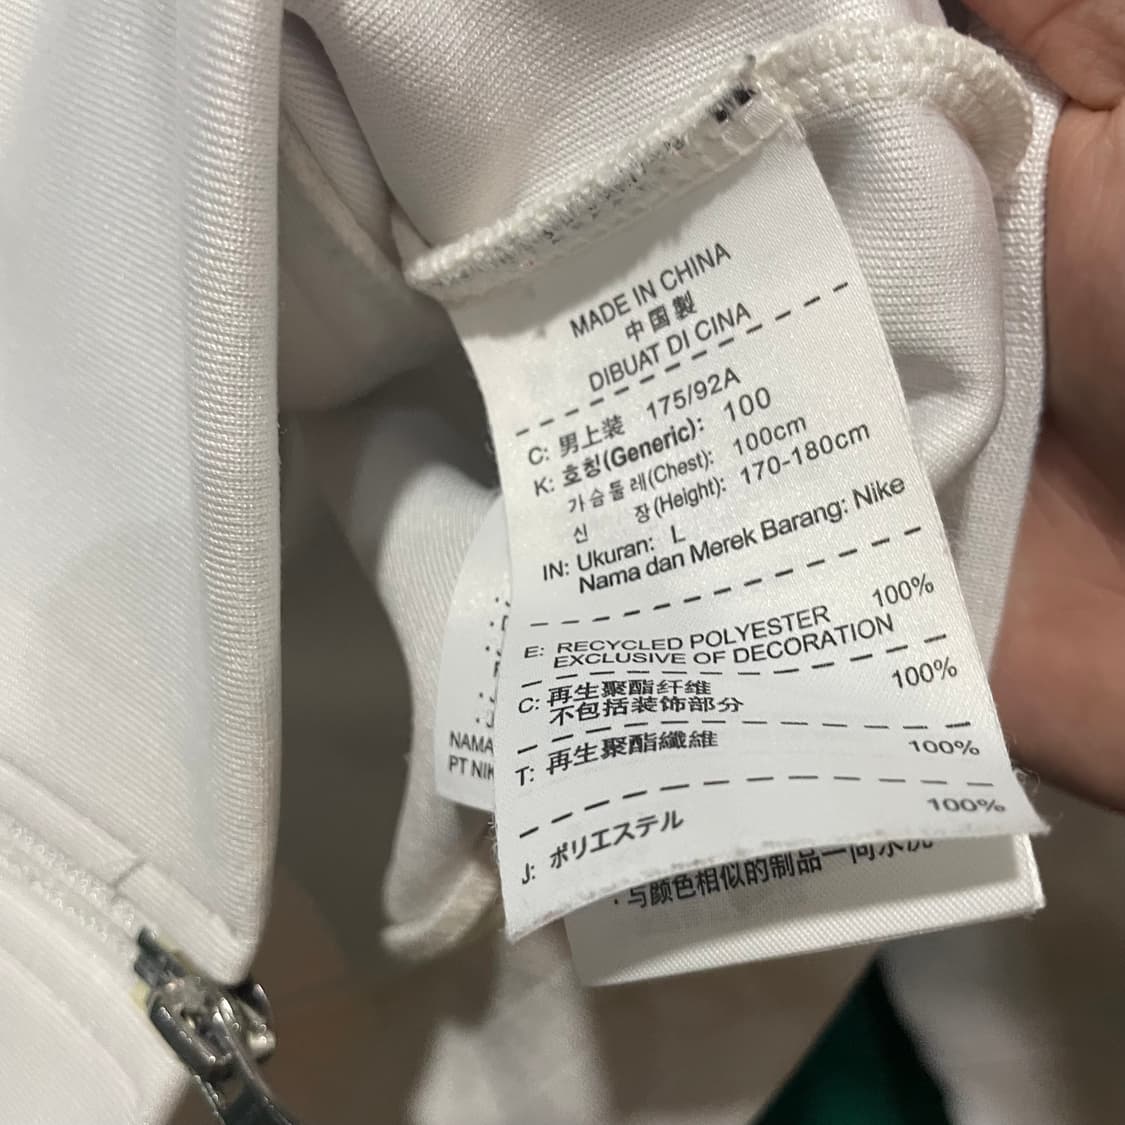 MADE IN CHINA
中国製
DIBUAT DI CINA
C: 男上装 175/92A
K: 호칭(Generic): 100
가슴둘레(Chest): 100cm
신 장(Height): 170-180cm
IN: Ukuran: L
Nama dan Merek Barang: Nike
E: RECYCLED POLYESTER 100%
EXCLUSIVE OF DECORATION
C: 再生聚酯纤维 100%
不包括装饰部分
T: 再生聚酯纖維 100%
J: ポリエステル 100%
NAMA
PT NIK
·与颜色相似的制品一同水洗